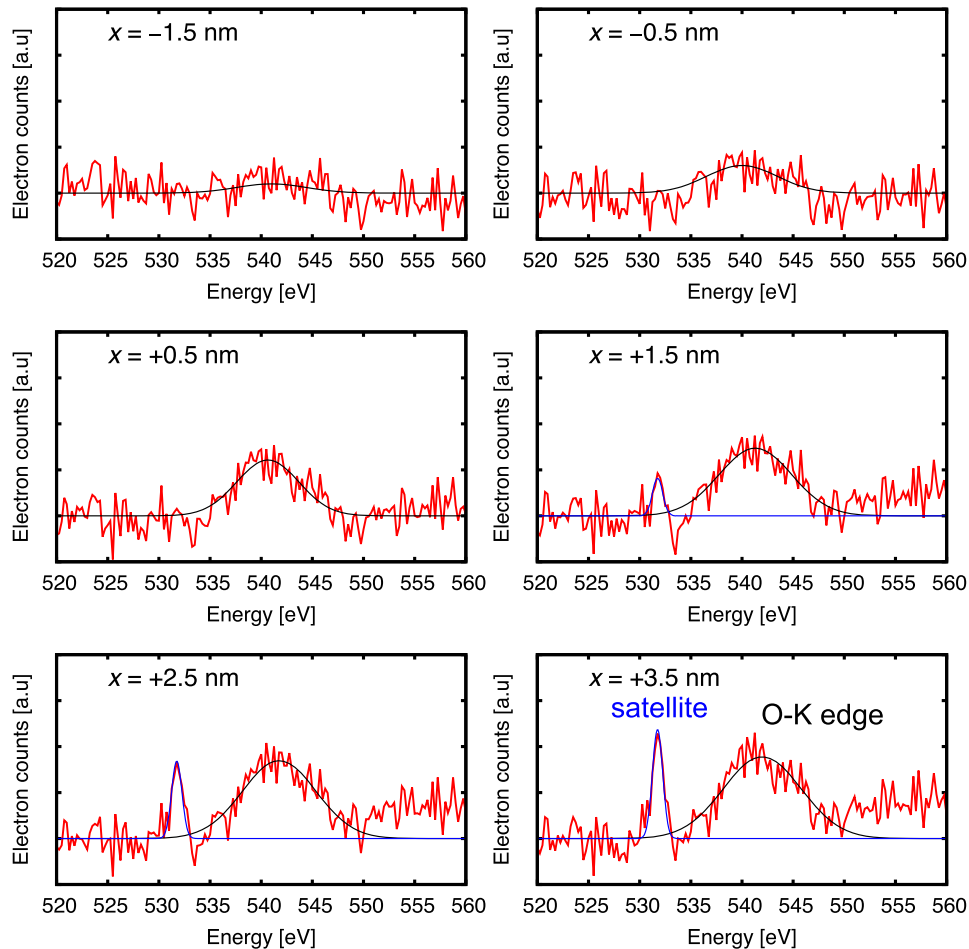 x = −1.5 nm
Electron counts [a.u]
520 525 530 535 540 545 550 555 560
Energy [eV]
x = −0.5 nm
Electron counts [a.u]
520 525 530 535 540 545 550 555 560
Energy [eV]
x = +0.5 nm
Electron counts [a.u]
520 525 530 535 540 545 550 555 560
Energy [eV]
x = +1.5 nm
Electron counts [a.u]
520 525 530 535 540 545 550 555 560
Energy [eV]
x = +2.5 nm
Electron counts [a.u]
520 525 530 535 540 545 550 555 560
Energy [eV]
x = +3.5 nm
satellite
O-K edge
Electron counts [a.u]
520 525 530 535 540 545 550 555 560
Energy [eV]